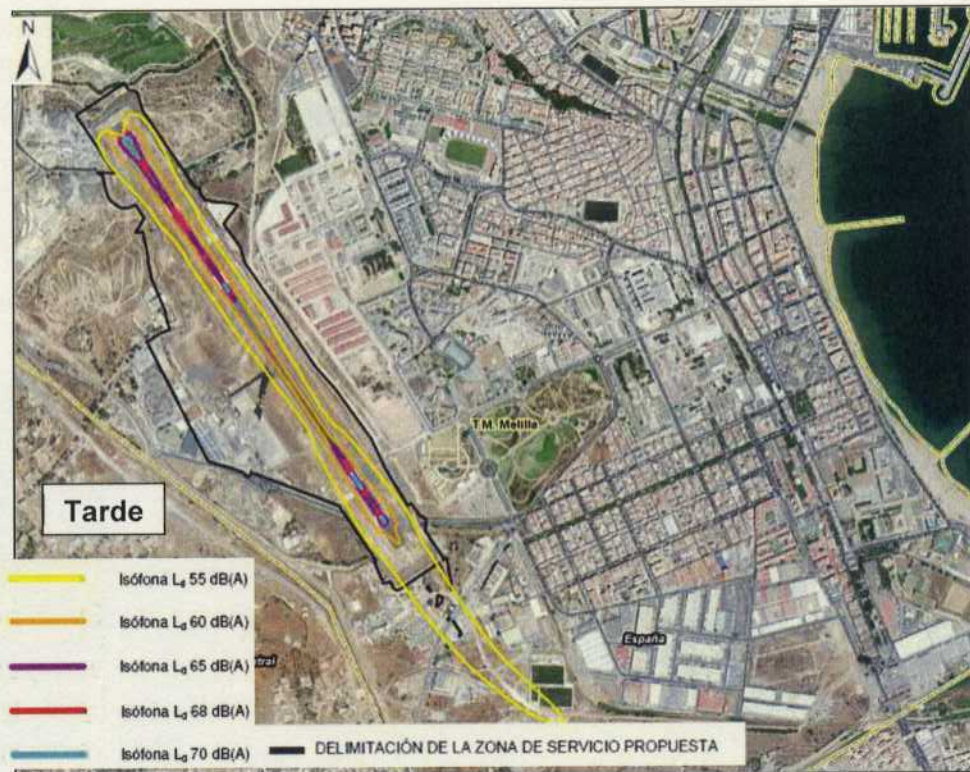 N
T.M. Melilla
Tarde
Isófona Ld 55 dB(A)
Isófona Ld 60 dB(A)
España
Isófona Ld 65 dB(A)
Isófona Ld 68 dB(A)
Isófona Ld 70 dB(A)
DELIMITACIÓN DE LA ZONA DE SERVICIO PROPUESTA